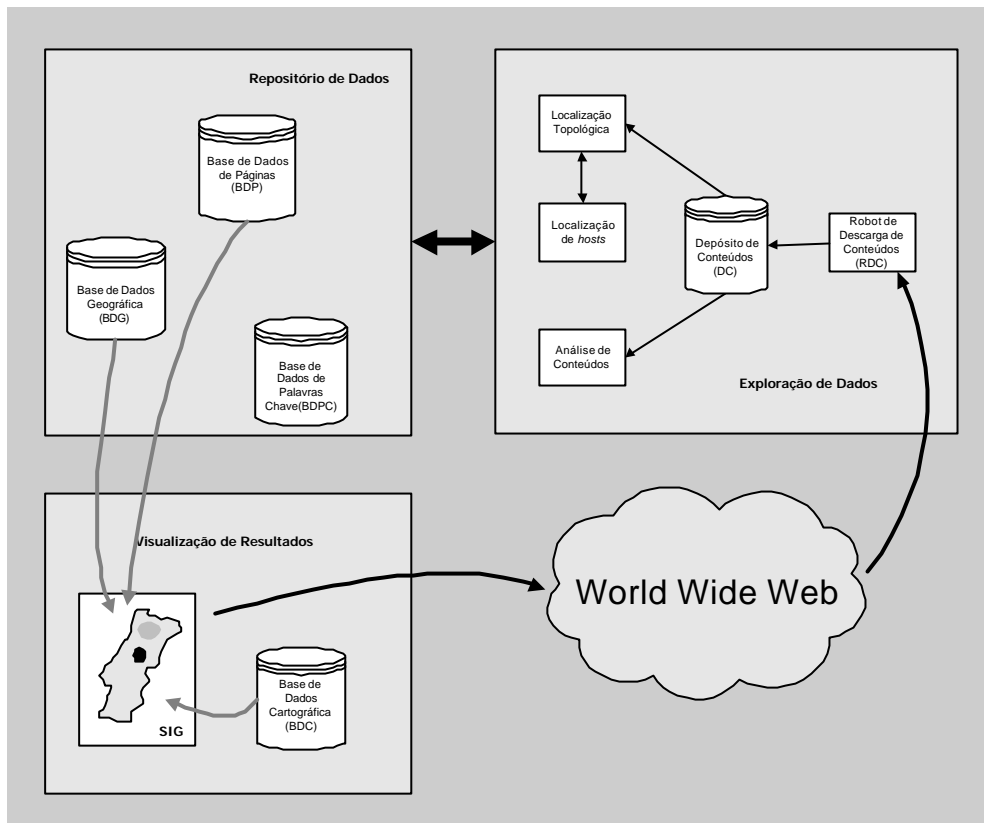 Repositório de Dados
Base de Dados
de Páginas
(BDP)
Base de Dados
Geográfica
(BDG)
Base de
Dados de
Palavras
Chave(BDPC)
Localização
Topológica
Localização
de hosts
Depósito de
Conteúdos
(DC)
Robot de
Descarga de
Conteúdos
(RDC)
Análise de
Conteúdos
Exploração de Dados
Visualização de Resultados
SIG
Base de
Dados
Cartográfica
(BDC)
World Wide Web